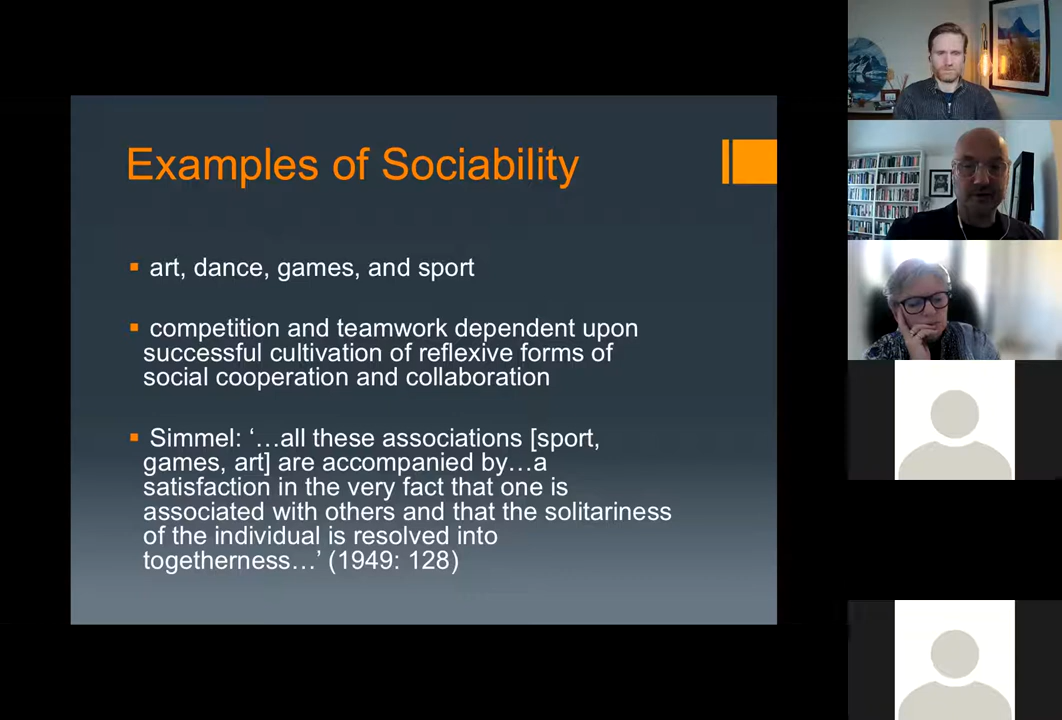 Examples of Sociability
art, dance, games, and sport
competition and teamwork dependent upon
successful cultivation of reflexive forms of
social cooperation and collaboration
Simmel: ‘…all these associations [sport,
games, art] are accompanied by…a
satisfaction in the very fact that one is
associated with others and that the solitariness
of the individual is resolved into
togetherness…’ (1949: 128)